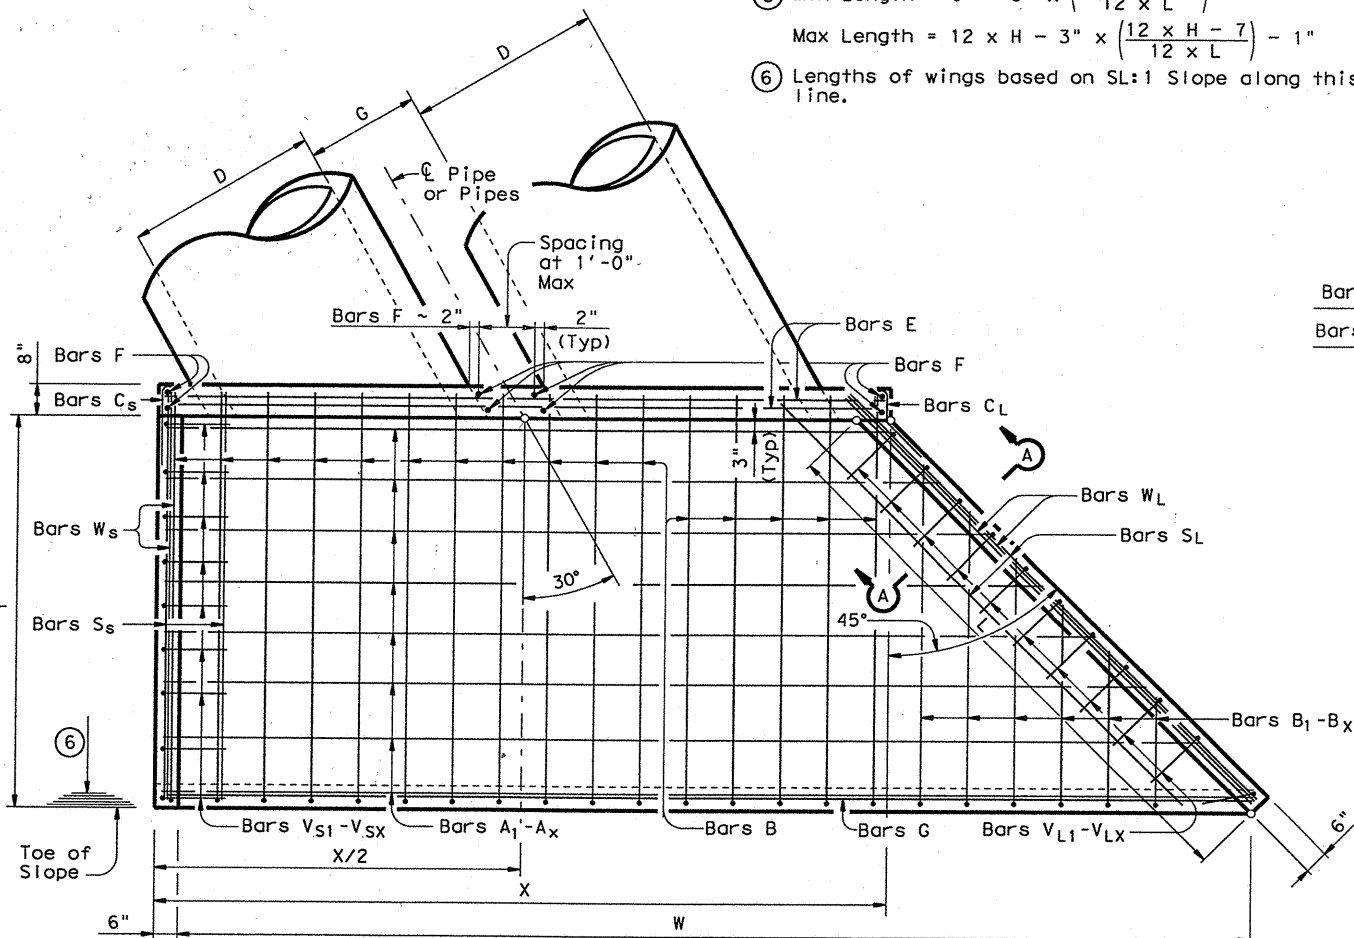 12 x L
Max Length = 12 x H - 3" x (12 x H - 7 / 12 x L) - 1"
⑥ Lengths of wings based on SL:1 Slope along this
line.
D
G
D
℄ Pipe
or Pipes
Spacing
at 1'-0"
Max
Bars F ~ 2"
2"
(Typ)
Bars E
Bars F
8"
Bars F
Bars Cs
Bars CL
3"
(Typ)
A
Bars Ws
Bars WL
Bars SL
30°
A
45°
L
Bars Ss
⑥
Bars B1-BX
Bars VS1-VSX
Bars A1-Ax
Bars B
Bars G
Bars VL1-VLX
Toe of
Slope
X/2
X
6"
W
6"
Bar
Bars